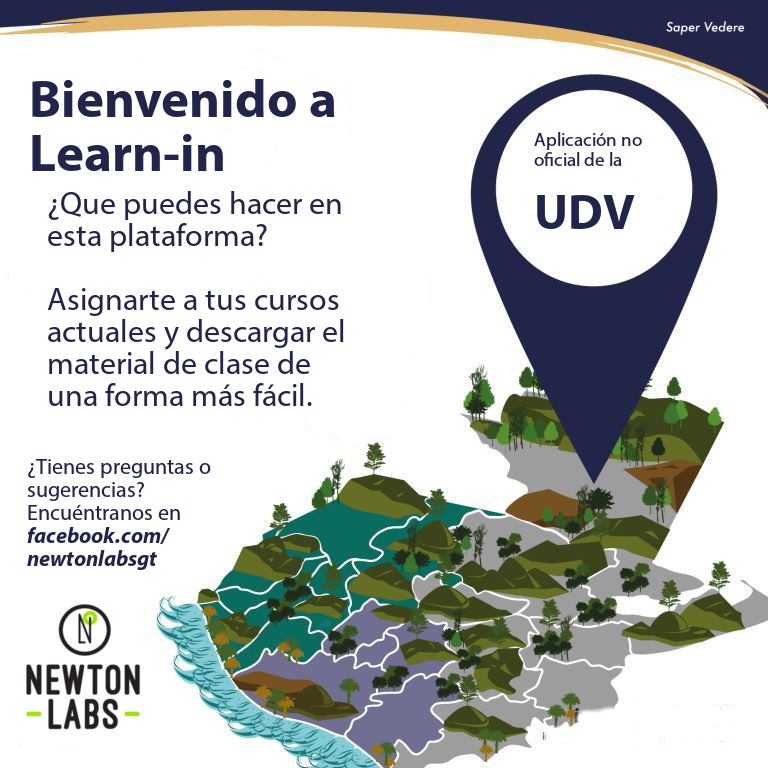 Saper Vedere
Bienvenido a
Learn-in
¿Que puedes hacer en
esta plataforma?
Asignarte a tus cursos
actuales y descargar el
material de clase de
una forma más fácil.
Aplicación no
oficial de la
UDV
¿Tienes preguntas o
sugerencias?
Encuéntranos en
facebook.com/
newtonlabsgt
N
NEWTON
LABS